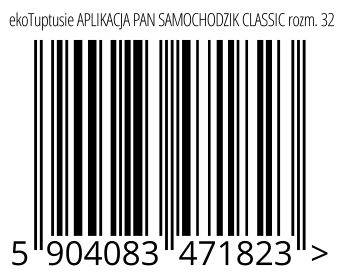 ekoTuptusie APLIKACJA PAN SAMOCHODZIK CLASSIC rozm. 32
5 904083 471823 >